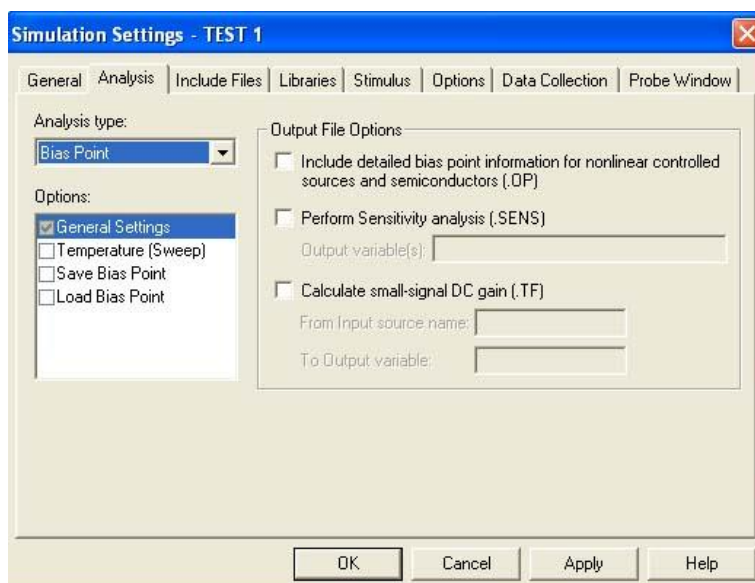 Simulation Settings - TEST 1
General Analysis Include Files Libraries Stimulus Options Data Collection Probe Window
Analysis type:
Bias Point
Options:
General Settings
Temperature (Sweep)
Save Bias Point
Load Bias Point
Output File Options
Include detailed bias point information for nonlinear controlled
sources and semiconductors (.OP)
Perform Sensitivity analysis (.SENS)
Output variable(s):
Calculate small-signal DC gain (.TF)
From Input source name:
To Output variable:
OK Cancel Apply Help